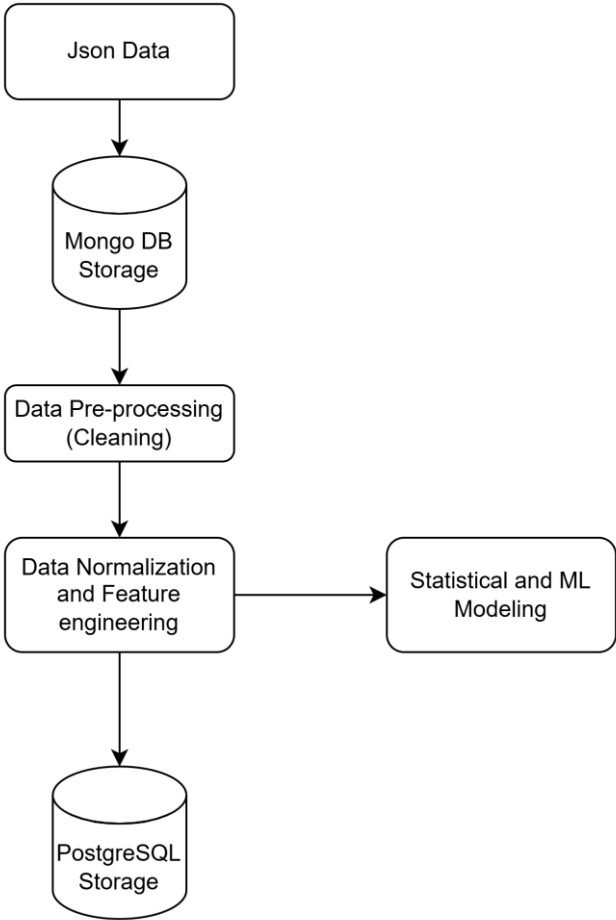 Json Data
Mongo DB
Storage
Data Pre-processing
(Cleaning)
Data Normalization
and Feature
engineering
Statistical and ML
Modeling
PostgreSQL
Storage